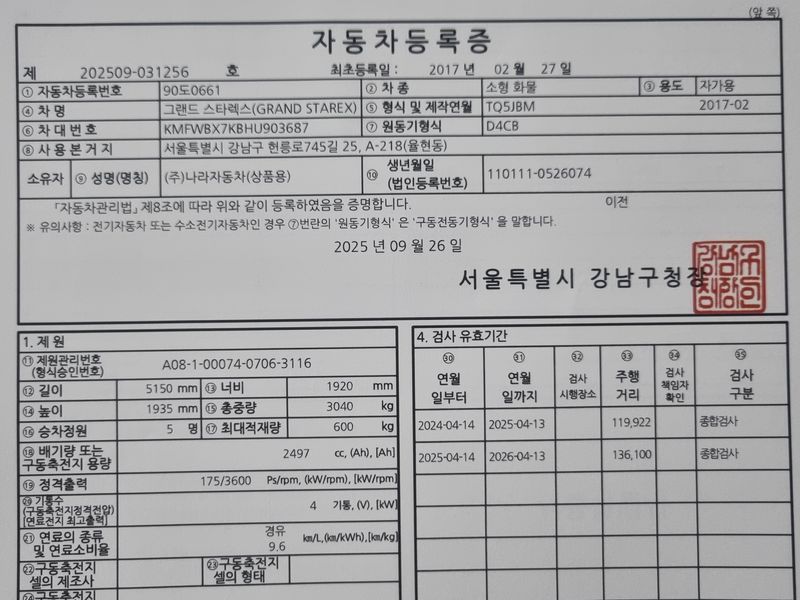 (앞 쪽)
자동차등록증
제 202509-031256 호 최초등록일 : 2017 년 02 월 27 일
① 자동차등록번호 90도0661 ② 차 종 소형 화물 ③ 용도 자가용
④ 차 명 그랜드 스타렉스(GRAND STAREX) ⑤ 형식 및 제작연월 TQ5JBM 2017-02
⑥ 차 대 번 호 KMFWBX7KBHU903687 ⑦ 원동기형식 D4CB
⑧ 사 용 본 거 지 서울특별시 강남구 헌릉로745길 25, A-218(율현동)
소유자 ⑨ 성명(명칭) (주)나라자동차(상품용) ⑩ 생년월일
(법인등록번호) 110111-0526074
「자동차관리법」 제8조에 따라 위와 같이 등록하였음을 증명합니다. 이전
※ 유의사항 : 전기자동차 또는 수소전기자동차인 경우 ⑦번란의 '원동기형식' 은 '구동전동기형식' 을 말합니다.
2025 년 09 월 26 일
서울특별시 강남구청장
1. 제 원
⑪ 제원관리번호
(형식승인번호) A08-1-00074-0706-3116
⑫ 길이 5150 mm ⑬ 너비 1920 mm
⑭ 높이 1935 mm ⑮ 총중량 3040 kg
⑯ 승차정원 5 명 ⑰ 최대적재량 600 kg
⑱ 배기량 또는
구동축전지 용량 2497 cc, (Ah), [Ah]
⑲ 정격출력 175/3600 Ps/rpm, (kW/rpm), [kW/rpm]
⑳ 기통수
(구동축전지정격전압)
[연료전지 최고출력] 4 기통, (V), [kW]
㉑ 연료의 종류
및 연료소비율 경유
9.6 km/L,(km/kWh),[km/kg]
㉒구동축전지
셀의 제조사 ㉓구동축전지
셀의 형태
㉔구동축전지
4. 검사 유효기간
㉚ 연월
일부터 ㉛ 연월
일까지 ㉜ 검사
시행장소 ㉝ 주행
거리 ㉞ 검사
책임자
확인 ㉟ 검사
구분
2024-04-14 2025-04-13 119,922 종합검사
2025-04-14 2026-04-13 136,100 종합검사